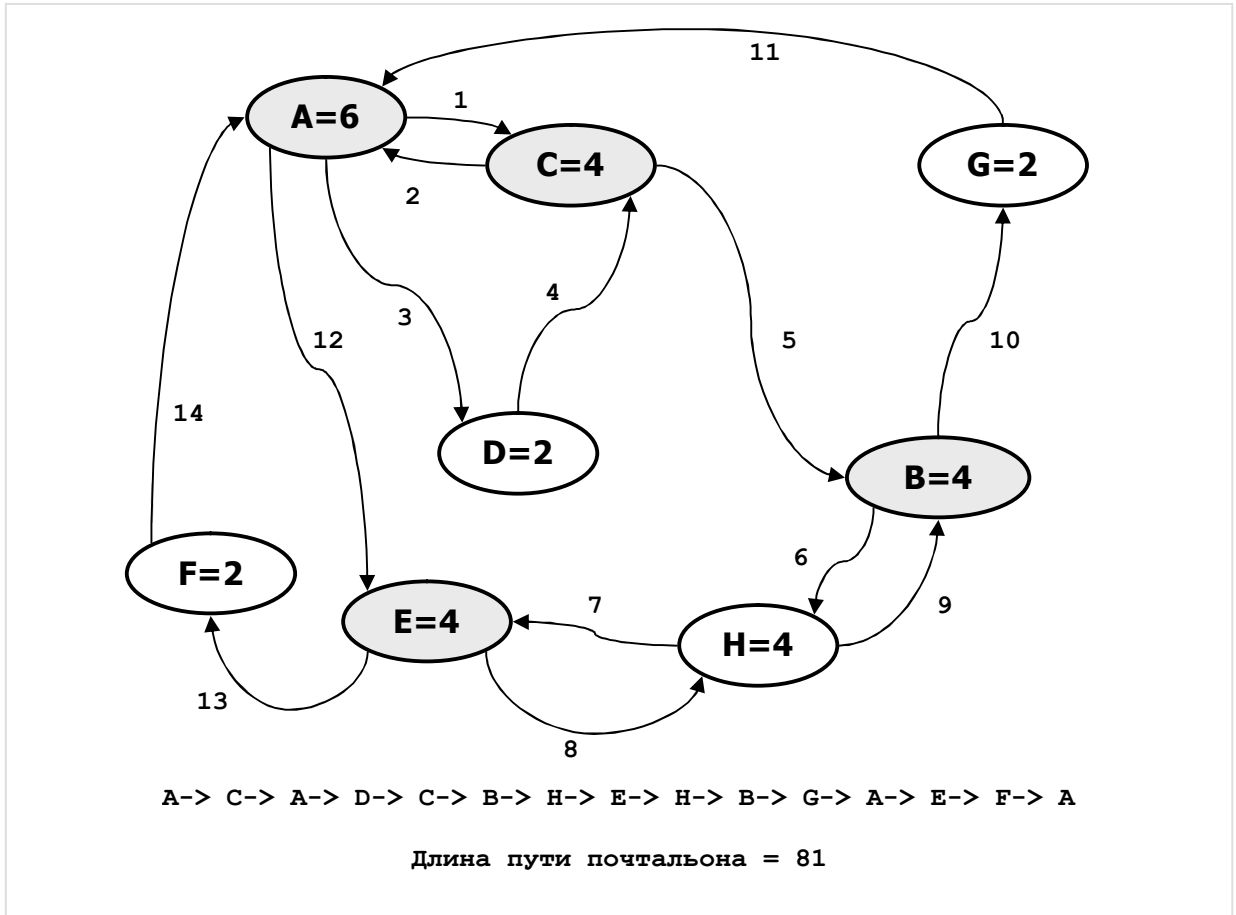 11
A=6
1
C=4
G=2
2
4
3
12
5
10
14
D=2
B=4
6
F=2
7
9
E=4
H=4
13
8
A-> C-> A-> D-> C-> B-> H-> E-> H-> B-> G-> A-> E-> F-> A
Длина пути почтальона = 81